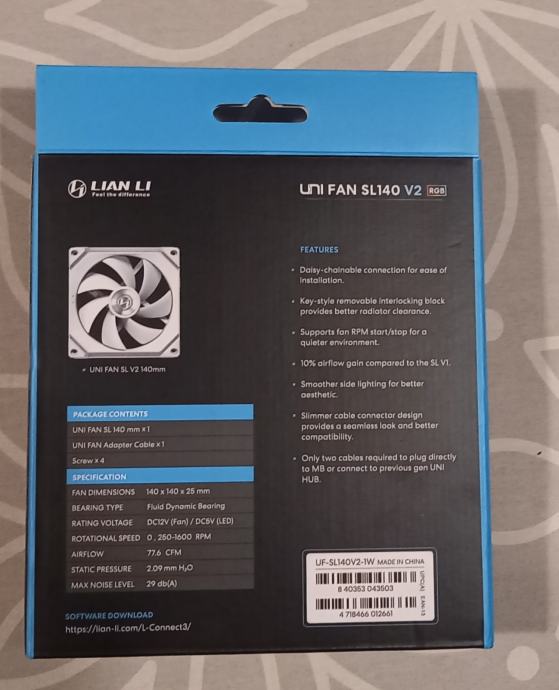 LIAN LI
Feel the difference
UNI FAN SL140 V2 RGB
UNI FAN SL V2 140mm
PACKAGE CONTENTS
UNI FAN SL 140 mm x 1
UNI FAN Adapter Cable x 1
Screw x 4
SPECIFICATION
FAN DIMENSIONS 140 x 140 x 25 mm
BEARING TYPE Fluid Dynamic Bearing
RATING VOLTAGE DC12V (Fan) / DC5V (LED)
ROTATIONAL SPEED 0 , 250-1600 RPM
AIRFLOW 77.6 CFM
STATIC PRESSURE 2.09 mm H₂O
MAX NOISE LEVEL 29 db(A)
SOFTWARE DOWNLOAD
https://lian-li.com/L-Connect3/
FEATURES
• Daisy-chainable connection for ease of
installation.
• Key-style removable interlocking block
provides better radiator clearance.
• Supports fan RPM start/stop for a
quieter environment.
• 10% airflow gain compared to the SL V1.
• Smoother side lighting for better
aesthetic.
• Slimmer cable connector design
provides a seamless look and better
compatibility.
• Only two cables required to plug directly
to MB or connect to previous gen UNI
HUB.
UF-SL140V2-1W MADE IN CHINA
8 40353 043503
UPC(A)
4 718466 012661
EAN-13